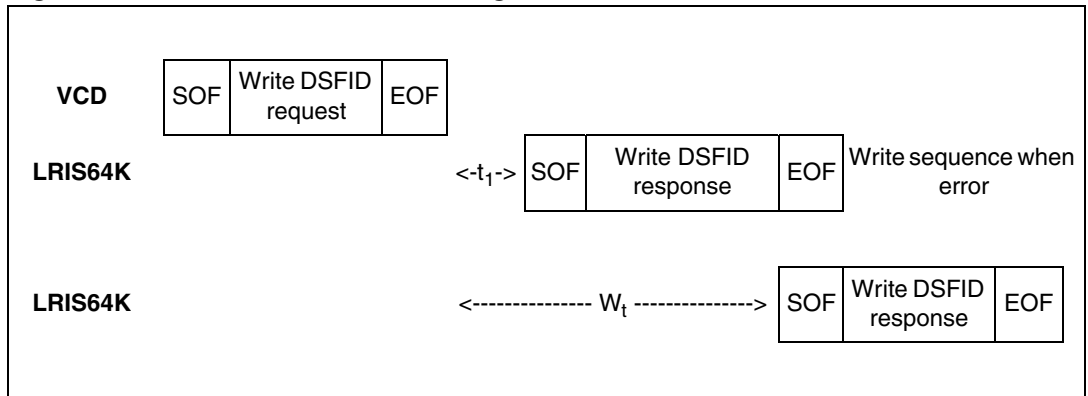 VCD SOF Write DSFID request EOF
LRIS64K <-t1-> SOF Write DSFID response EOF Write sequence when error
LRIS64K <--------------- Wt ---------------> SOF Write DSFID response EOF